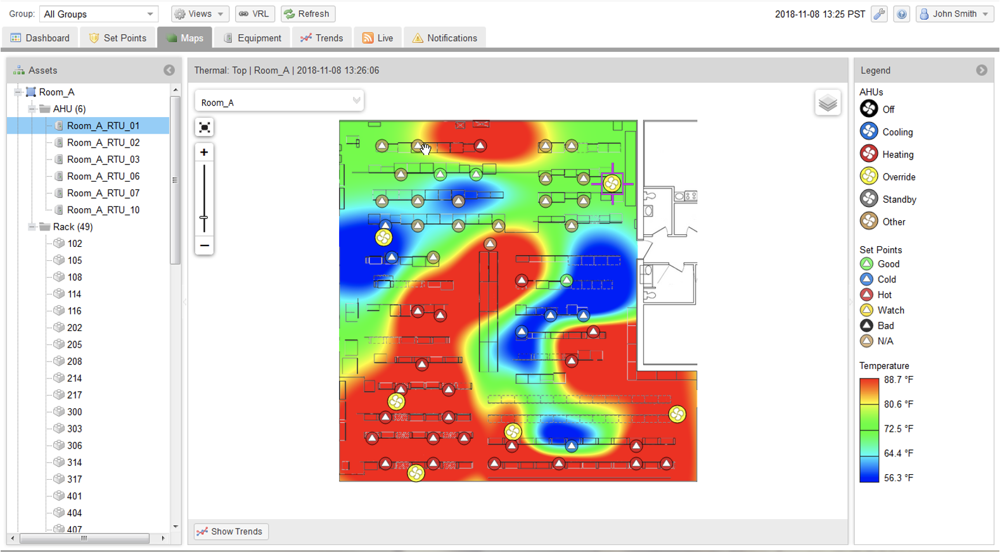 Group: All Groups Views VRL Refresh 2018-11-08 13:25 PST John Smith
Dashboard Set Points Maps Equipment Trends Live Notifications
Assets
Room_A
AHU (6)
Room_A_RTU_01
Room_A_RTU_02
Room_A_RTU_03
Room_A_RTU_06
Room_A_RTU_07
Room_A_RTU_10
Rack (49)
102
105
108
114
116
202
205
208
214
217
300
303
306
314
317
401
404
407
Thermal: Top | Room_A | 2018-11-08 13:26:06
Room_A
Show Trends
Legend
AHUs
Off
Cooling
Heating
Override
Standby
Other
Set Points
Good
Cold
Hot
Watch
Bad
N/A
Temperature
88.7 °F
80.6 °F
72.5 °F
64.4 °F
56.3 °F